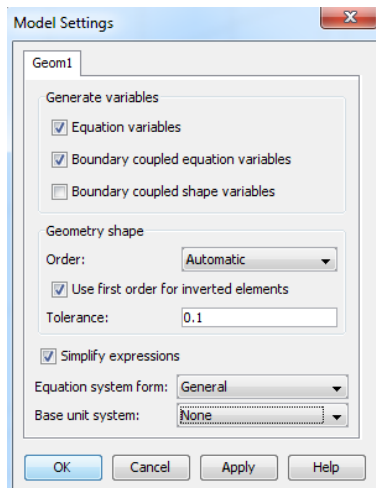 Model Settings
Geom1
Generate variables
Equation variables
Boundary coupled equation variables
Boundary coupled shape variables
Geometry shape
Order: Automatic
Use first order for inverted elements
Tolerance: 0.1
Simplify expressions
Equation system form: General
Base unit system: None
OK Cancel Apply Help